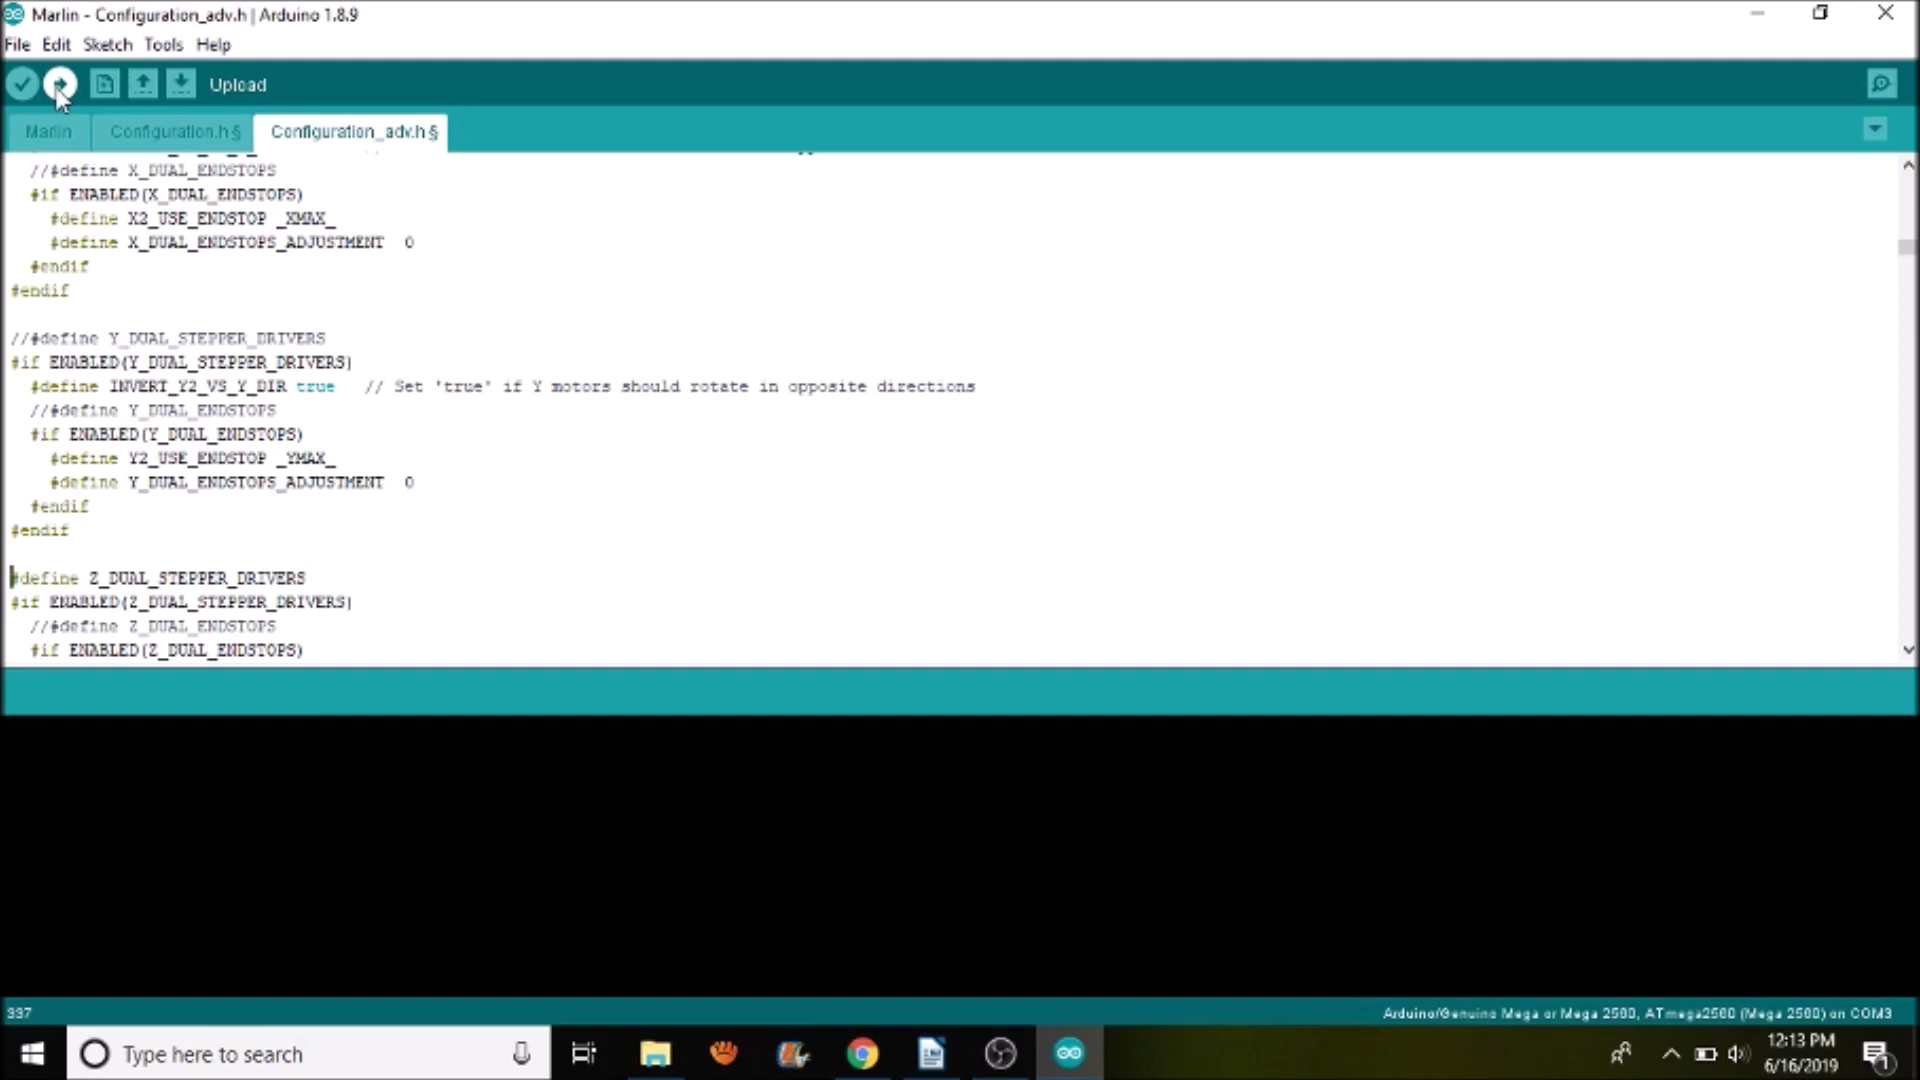 Marlin - Configuration_adv.h | Arduino 1.8.9
File Edit Sketch Tools Help
Upload
Marlin Configuration.h § Configuration_adv.h §
//#define X_DUAL_ENDSTOPS
#if ENABLED(X_DUAL_ENDSTOPS)
#define X2_USE_ENDSTOP _XMAX_
#define X_DUAL_ENDSTOPS_ADJUSTMENT 0
#endif
#endif
//#define Y_DUAL_STEPPER_DRIVERS
#if ENABLED(Y_DUAL_STEPPER_DRIVERS)
#define INVERT_Y2_VS_Y_DIR true // Set 'true' if Y motors should rotate in opposite directions
//#define Y_DUAL_ENDSTOPS
#if ENABLED(Y_DUAL_ENDSTOPS)
#define Y2_USE_ENDSTOP _YMAX_
#define Y_DUAL_ENDSTOPS_ADJUSTMENT 0
#endif
#endif
#define Z_DUAL_STEPPER_DRIVERS
#if ENABLED(Z_DUAL_STEPPER_DRIVERS)
//#define Z_DUAL_ENDSTOPS
#if ENABLED(Z_DUAL_ENDSTOPS)
337
Arduino/Genuino Mega or Mega 2560, ATmega2560 (Mega 2560) on COM3
Type here to search
12:13 PM
6/16/2019
1